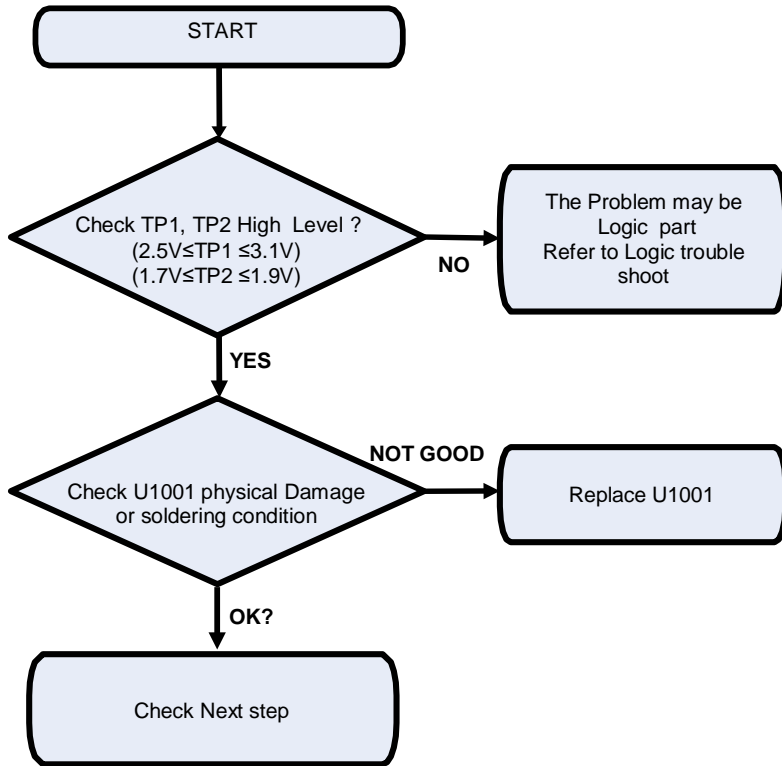 START
Check TP1, TP2 High Level ?
(2.5V≤TP1 ≤3.1V)
(1.7V≤TP2 ≤1.9V)
NO
The Problem may be
Logic part
Refer to Logic trouble
shoot
YES
Check U1001 physical Damage
or soldering condition
NOT GOOD
Replace U1001
OK?
Check Next step